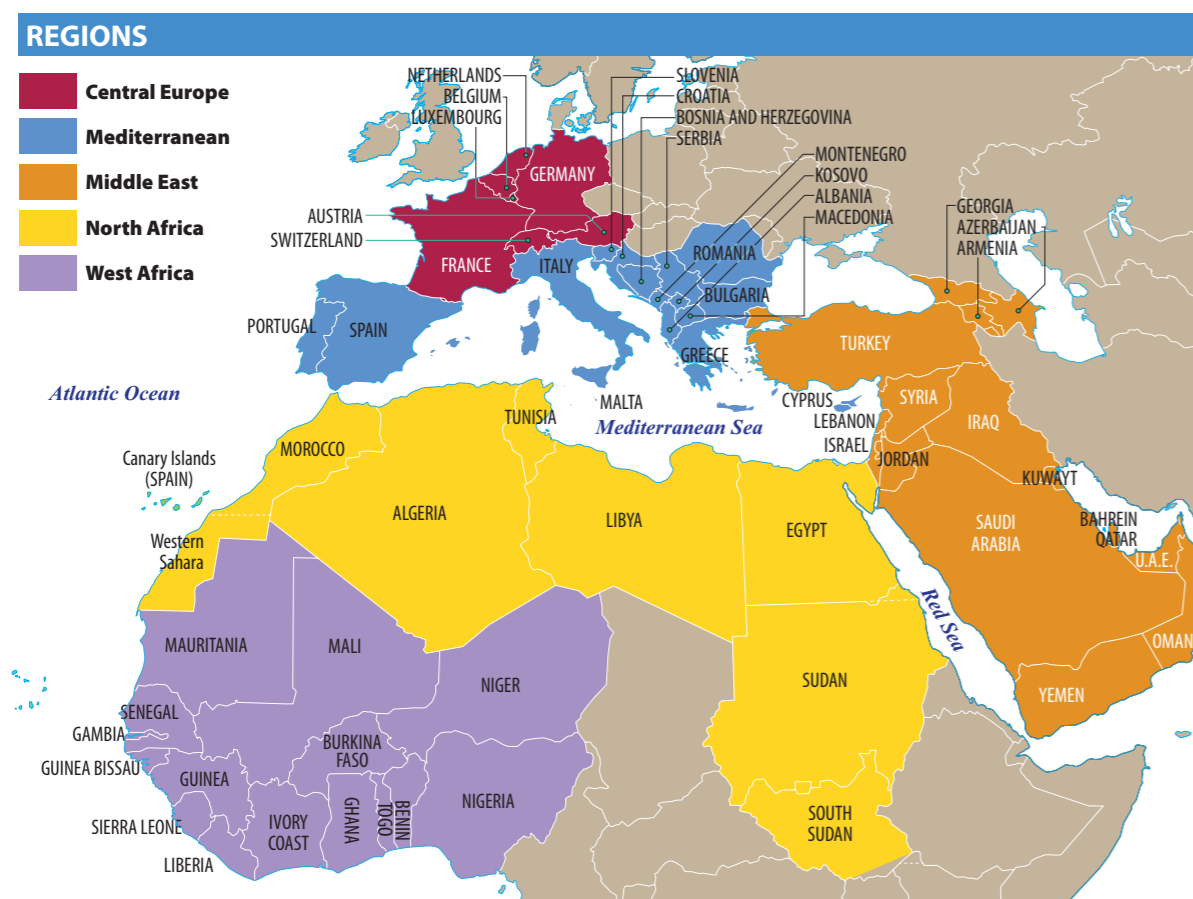 REGIONS
Central Europe
Mediterranean
Middle East
North Africa
West Africa
NETHERLANDS
BELGIUM
LUXEMBOURG
SLOVENIA
CROATIA
BOSNIA AND HERZEGOVINA
SERBIA
MONTENEGRO
KOSOVO
ALBANIA
MACEDONIA
GERMANY
AUSTRIA
SWITZERLAND
FRANCE
ITALY
ROMANIA
BULGARIA
GEORGIA
AZERBAIJAN
ARMENIA
PORTUGAL
SPAIN
GREECE
TURKEY
Atlantic Ocean
MALTA
Mediterranean Sea
CYPRUS
LEBANON
ISRAEL
SYRIA
IRAQ
JORDAN
KUWAYT
TUNISIA
MOROCCO
Canary Islands
(SPAIN)
ALGERIA
LIBYA
EGYPT
SAUDI
ARABIA
BAHREIN
QATAR
U.A.E.
Western
Sahara
Red Sea
OMAN
YEMEN
MAURITANIA
MALI
NIGER
SUDAN
SENEGAL
GAMBIA
GUINEA BISSAU
GUINEA
BURKINA
FASO
SIERRA LEONE
LIBERIA
IVORY
COAST
GHANA
TOGO
BENIN
NIGERIA
SOUTH
SUDAN